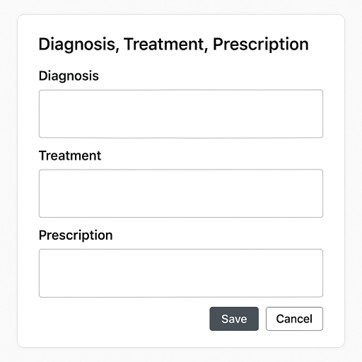 Diagnosis, Treatment, Prescription
Diagnosis
Treatment
Prescription
Save Cancel